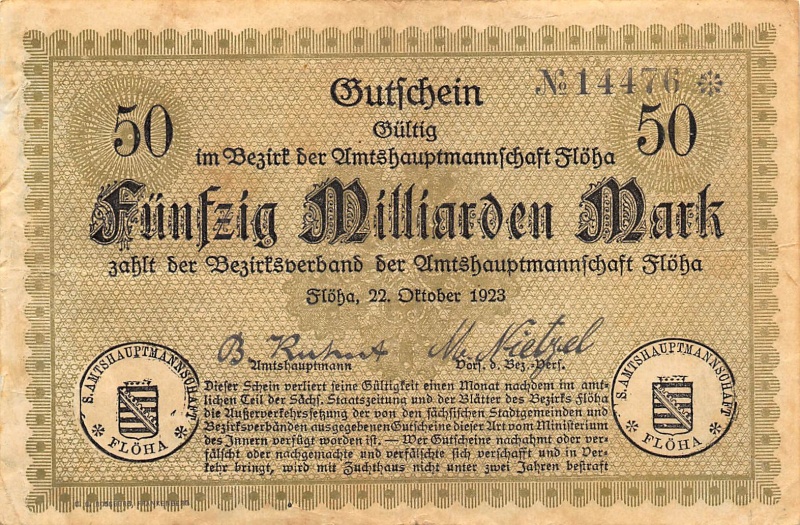 Gutschein
№ 14476 *
50
50
Gültig
im Bezirk der Amtshauptmannschaft Flöha
Fünfzig Milliarden Mark
zahlt der Bezirksverband der Amtshauptmannschaft Flöha
Flöha, 22. Oktober 1923
B.
M. Nietzel
Amtshauptmann
Vors. d. Bez.-Vers.
S. AMTSHAUPTMANNSCHAFT
* FLÖHA *
Dieser Schein verliert seine Gültigkeit einen Monat nachdem im amt-
lichen Teil der Sächs. Staatszeitung und der Blätter des Bezirks Flöha
die Außerverkehrsetzung der von den sächsischen Stadtgemeinden und
Bezirksverbänden ausgegebenen Gutscheine dieser Art vom Ministerium
des Innern verfügt worden ist. — Wer Gutscheine nachahmt oder ver-
fälscht oder nachgemachte und verfälschte sich verschafft und in Ver-
kehr bringt, wird mit Zuchthaus nicht unter zwei Jahren bestraft
S. AMTSHAUPTMANNSCHAFT
* FLÖHA *